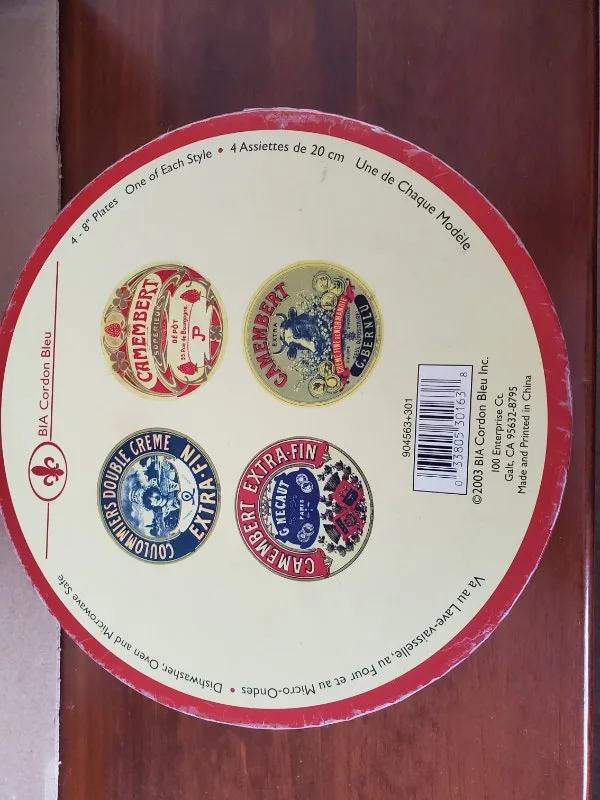 BIA Cordon Bleu
4 - 8" Plates One of Each Style • 4 Assiettes de 20 cm Une de Chaque Modèle
COULOMMIERS DOUBLE CREME
EXTRA-FIN
CAMEMBERT
SUPERIEUR
DÉPÔT
JP
CAMEMBERT EXTRA-FIN
G. HECAUT
PARIS
CAMEMBERT
EXTRA
G. BERNIZU
904563+301
0 33805 30163 8
©2003 BIA Cordon Bleu Inc.
100 Enterprise Ct.
Galt, CA 95632-8795
Made and Printed in China
Dishwasher, Oven and Microwave Safe • Va au Lave-vaisselle, au Four et au Micro-Ondes